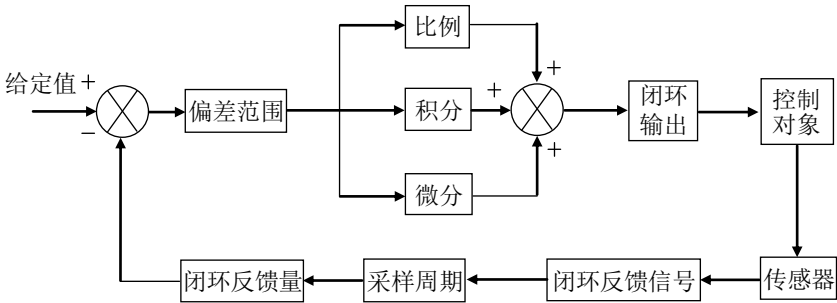 比例
给定值 +
−
偏差范围
积分
微分
+
+
+
闭环
输出
控制
对象
闭环反馈量
采样周期
闭环反馈信号
传感器